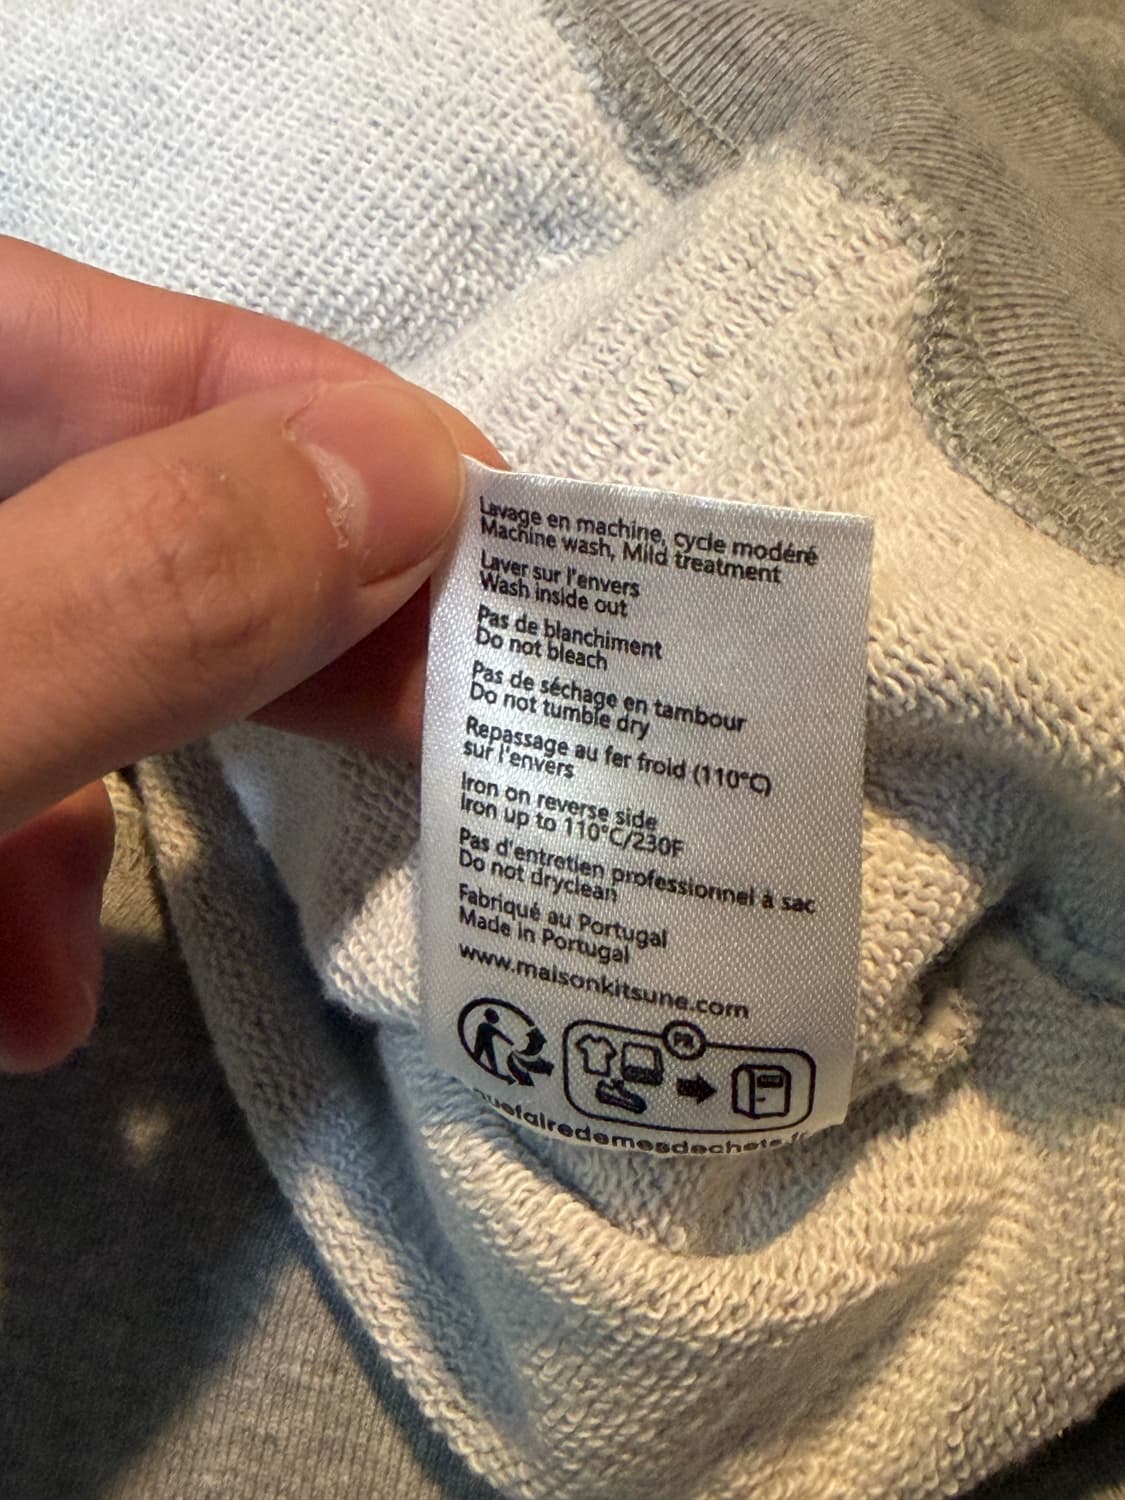 Lavage en machine, cycle modéré
Machine wash, Mild treatment
Laver sur l'envers
Wash inside out
Pas de blanchiment
Do not bleach
Pas de séchage en tambour
Do not tumble dry
Repassage au fer froid (110°C)
sur l'envers
Iron on reverse side
Iron up to 110°C/230F
Pas d'entretien professionnel à sac
Do not dryclean
Fabriqué au Portugal
Made in Portugal
www.maisonkitsune.com
FR
quefairedemesdechets.fr